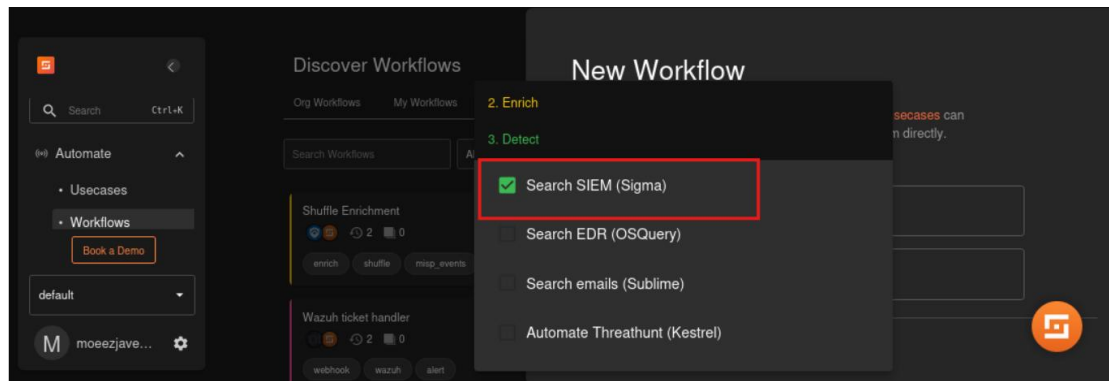 Search Ctrl+K
Automate
• Usecases
• Workflows
Book a Demo
default
M moeezjave...
Discover Workflows
Org Workflows My Workflows
Search Workflows
Shuffle Enrichment
2 0
enrich shuffle misp_events
Wazuh ticket handler
2 0
webhook wazuh alert
New Workflow
secases can
directly.
2. Enrich
3. Detect
Search SIEM (Sigma)
Search EDR (OSQuery)
Search emails (Sublime)
Automate Threathunt (Kestrel)